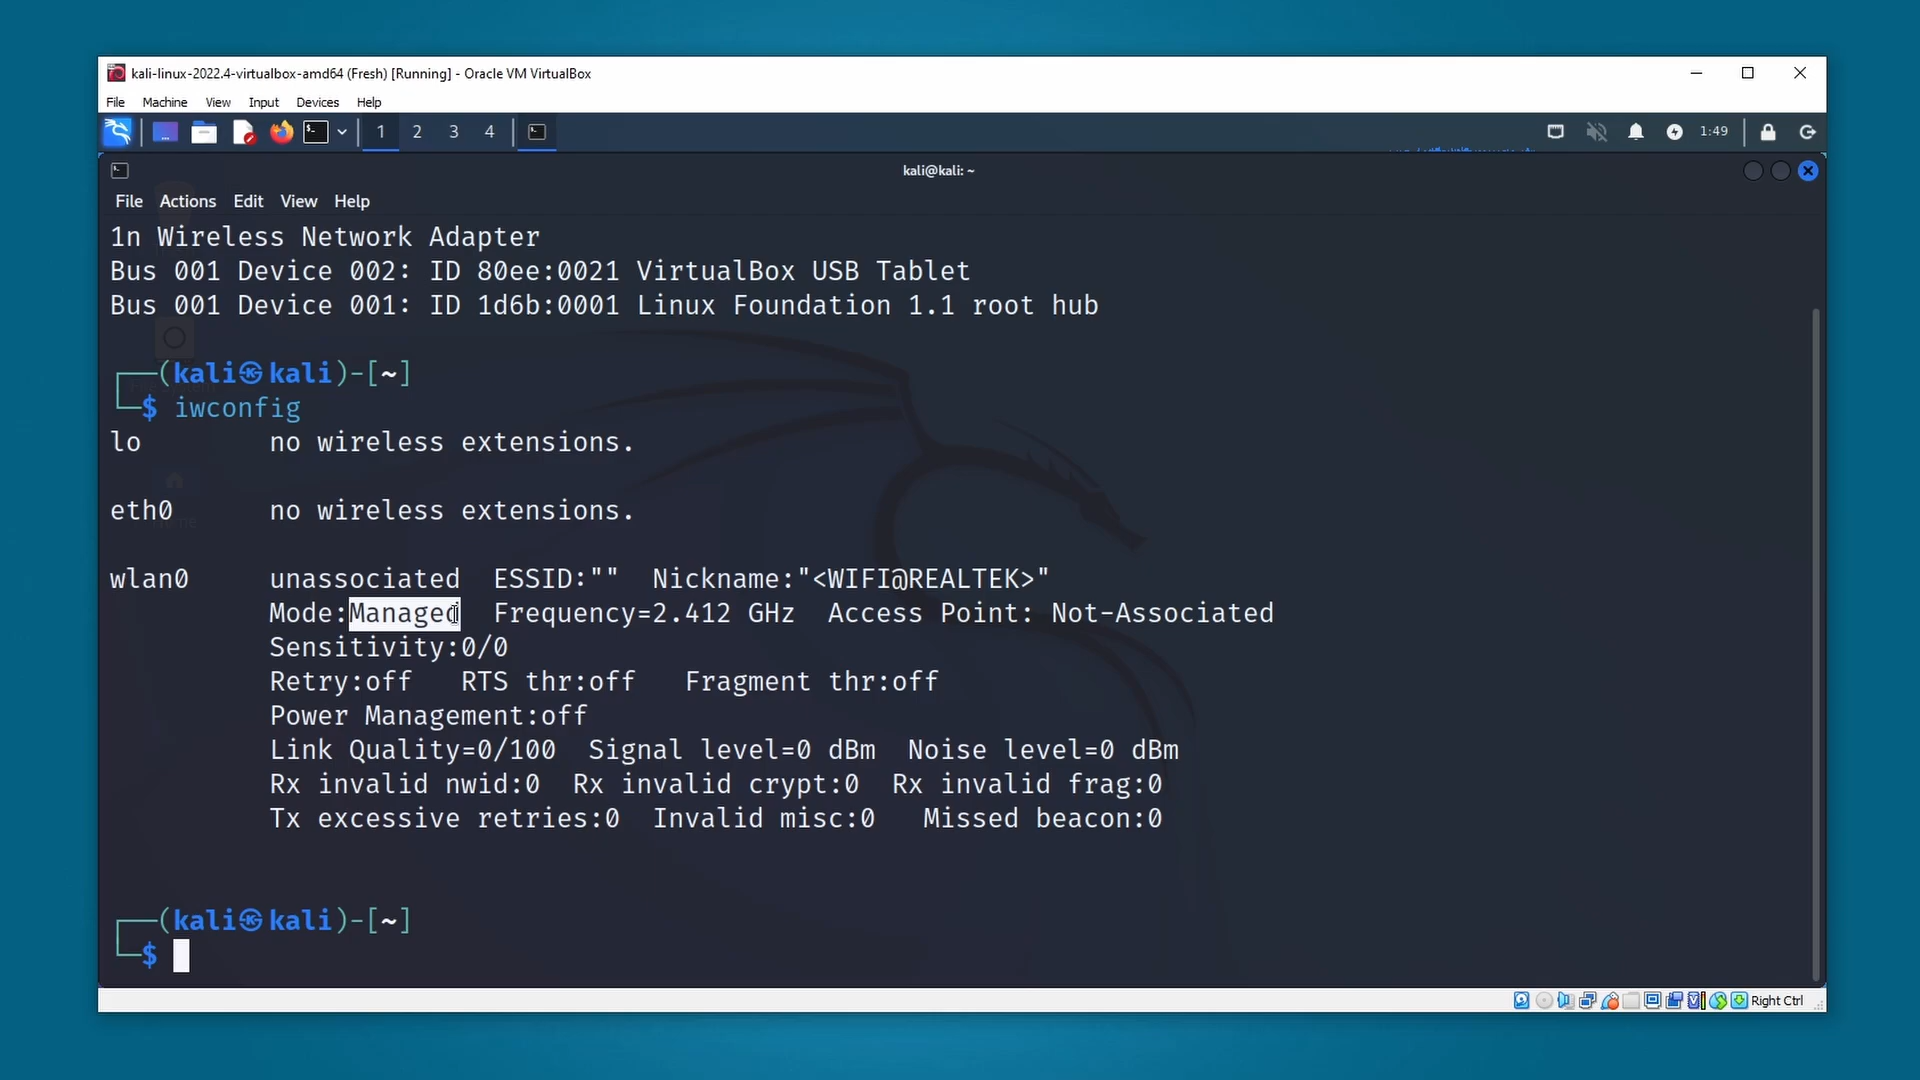 kali-linux-2022.4-virtualbox-amd64 (Fresh) [Running] - Oracle VM VirtualBox
File Machine View Input Devices Help
1 2 3 4 1:49
kali@kali: ~
File Actions Edit View Help
1n Wireless Network Adapter
Bus 001 Device 002: ID 80ee:0021 VirtualBox USB Tablet
Bus 001 Device 001: ID 1d6b:0001 Linux Foundation 1.1 root hub
┌──(kali㉿kali)-[~]
└─$ iwconfig
lo        no wireless extensions.
eth0      no wireless extensions.
wlan0     unassociated  ESSID:""  Nickname:"<WIFI@REALTEK>"
Mode:Managed  Frequency=2.412 GHz  Access Point: Not-Associated
Sensitivity:0/0
Retry:off   RTS thr:off   Fragment thr:off
Power Management:off
Link Quality=0/100  Signal level=0 dBm  Noise level=0 dBm
Rx invalid nwid:0  Rx invalid crypt:0  Rx invalid frag:0
Tx excessive retries:0  Invalid misc:0   Missed beacon:0
┌──(kali㉿kali)-[~]
└─$
Right Ctrl